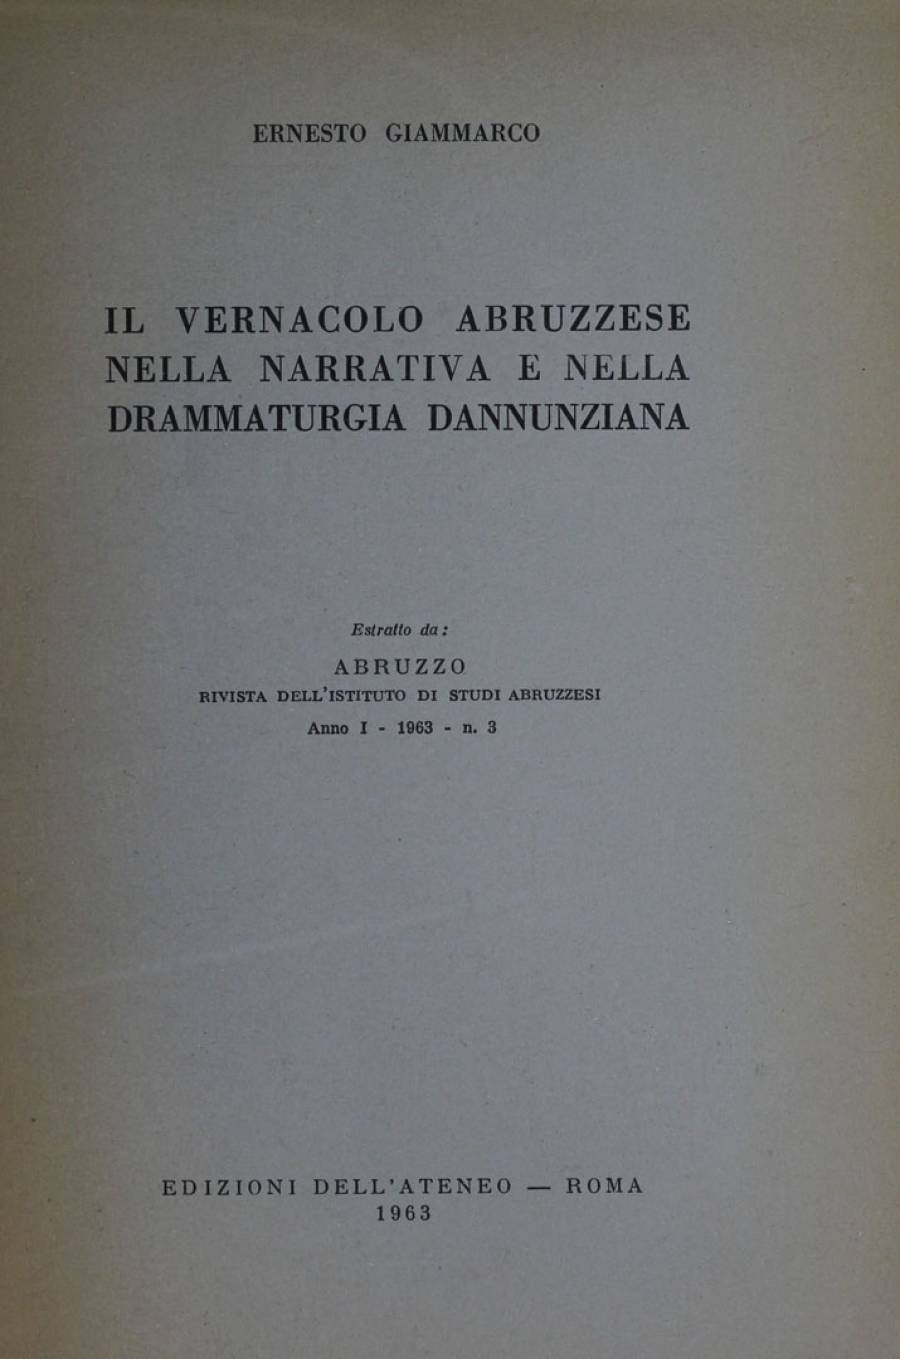 ERNESTO GIAMMARCO
IL VERNACOLO ABRUZZESE
NELLA NARRATIVA E NELLA
DRAMMATURGIA DANNUNZIANA
Estratto da:
ABRUZZO
RIVISTA DELL'ISTITUTO DI STUDI ABRUZZESI
Anno I - 1963 - n. 3
EDIZIONI DELL'ATENEO — ROMA
1963